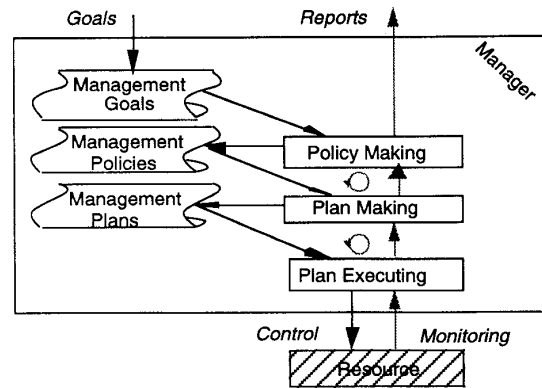 Goals
Reports
Manager
Management
Goals
Management
Policies
Policy Making
Management
Plans
Plan Making
Plan Executing
Control
Monitoring
Resource